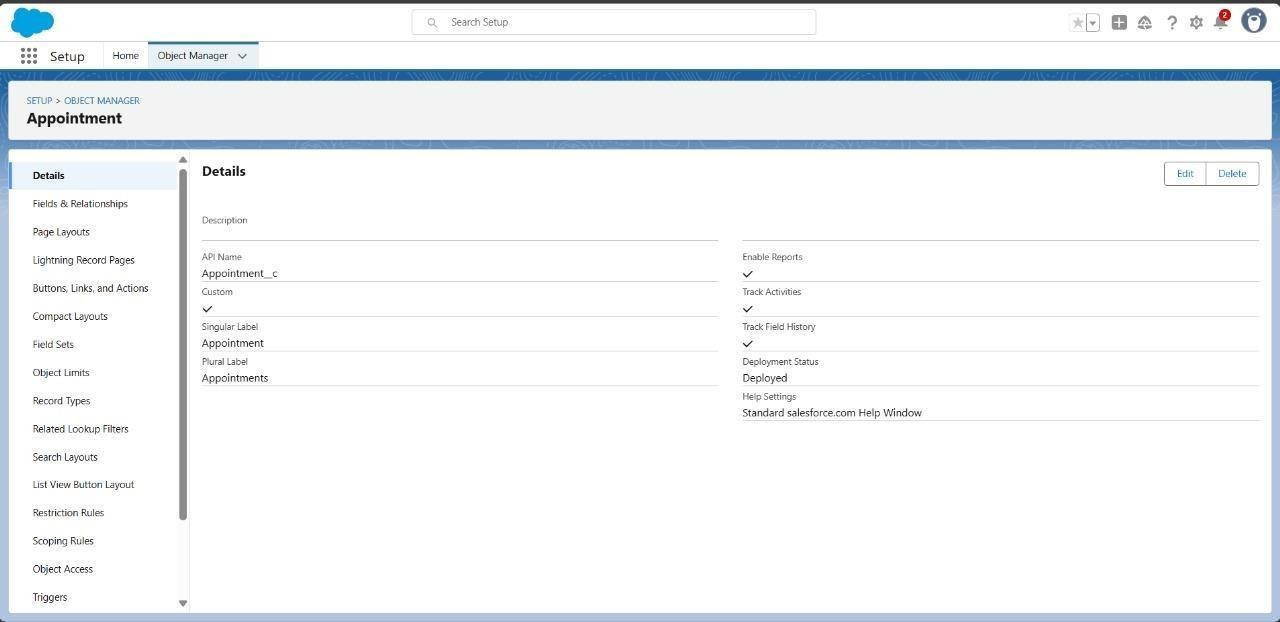 Search Setup
2
Setup
Home
Object Manager
SETUP > OBJECT MANAGER
Appointment
Details
Fields & Relationships
Page Layouts
Lightning Record Pages
Buttons, Links, and Actions
Compact Layouts
Field Sets
Object Limits
Record Types
Related Lookup Filters
Search Layouts
List View Button Layout
Restriction Rules
Scoping Rules
Object Access
Triggers
Details
Edit
Delete
Description
API Name
Appointment__c
Custom
Singular Label
Appointment
Plural Label
Appointments
Enable Reports
Track Activities
Track Field History
Deployment Status
Deployed
Help Settings
Standard salesforce.com Help Window